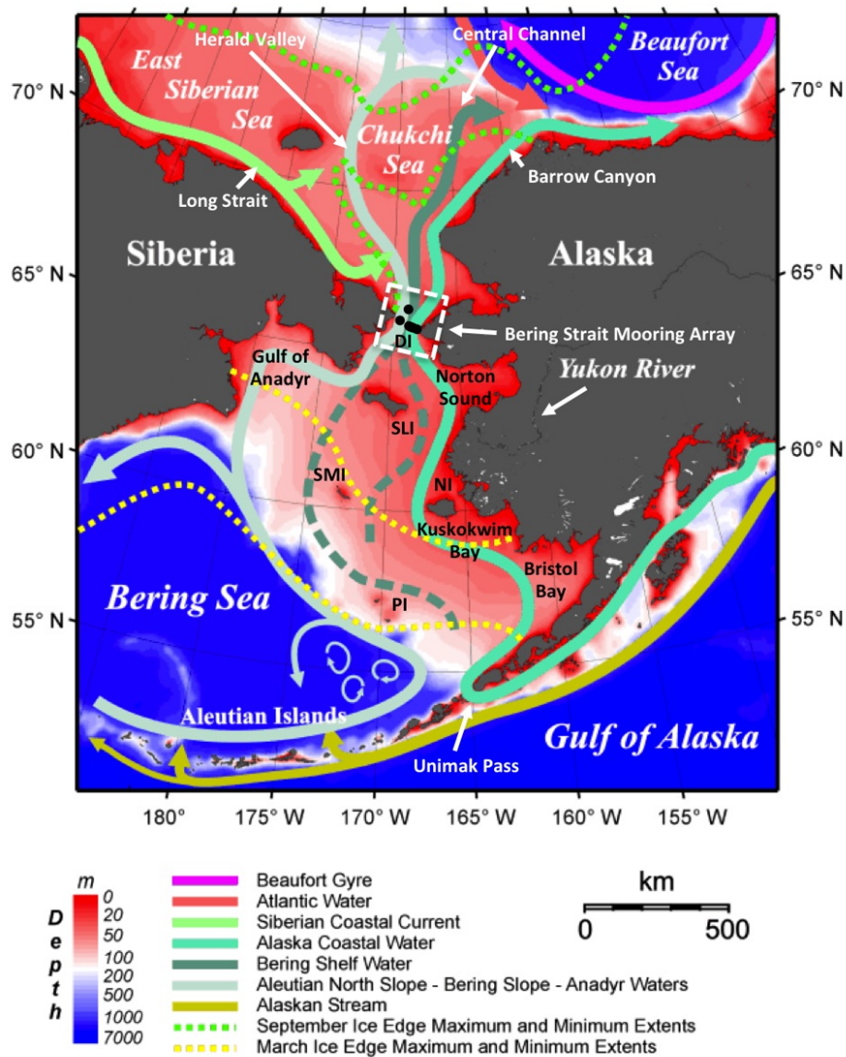 Herald Valley
Central Channel
East
Siberian
Sea
Beaufort
Sea
70° N
70° N
Chukchi
Sea
Long Strait
Barrow Canyon
Siberia
Alaska
65° N
65° N
Bering Strait Mooring Array
DI
Gulf of
Anadyr
Norton
Sound
Yukon River
SLI
60° N
60° N
SMI
NI
Kuskokwim
Bay
Bristol
Bay
Bering Sea
PI
55° N
55° N
Aleutian Islands
Gulf of Alaska
Unimak Pass
180°
175° W
170° W
165° W
160° W
155° W
Depth
m
0
20
50
100
200
500
1000
7000
Beaufort Gyre
Atlantic Water
Siberian Coastal Current
Alaska Coastal Water
Bering Shelf Water
Aleutian North Slope - Bering Slope - Anadyr Waters
Alaskan Stream
September Ice Edge Maximum and Minimum Extents
March Ice Edge Maximum and Minimum Extents
km
0 500